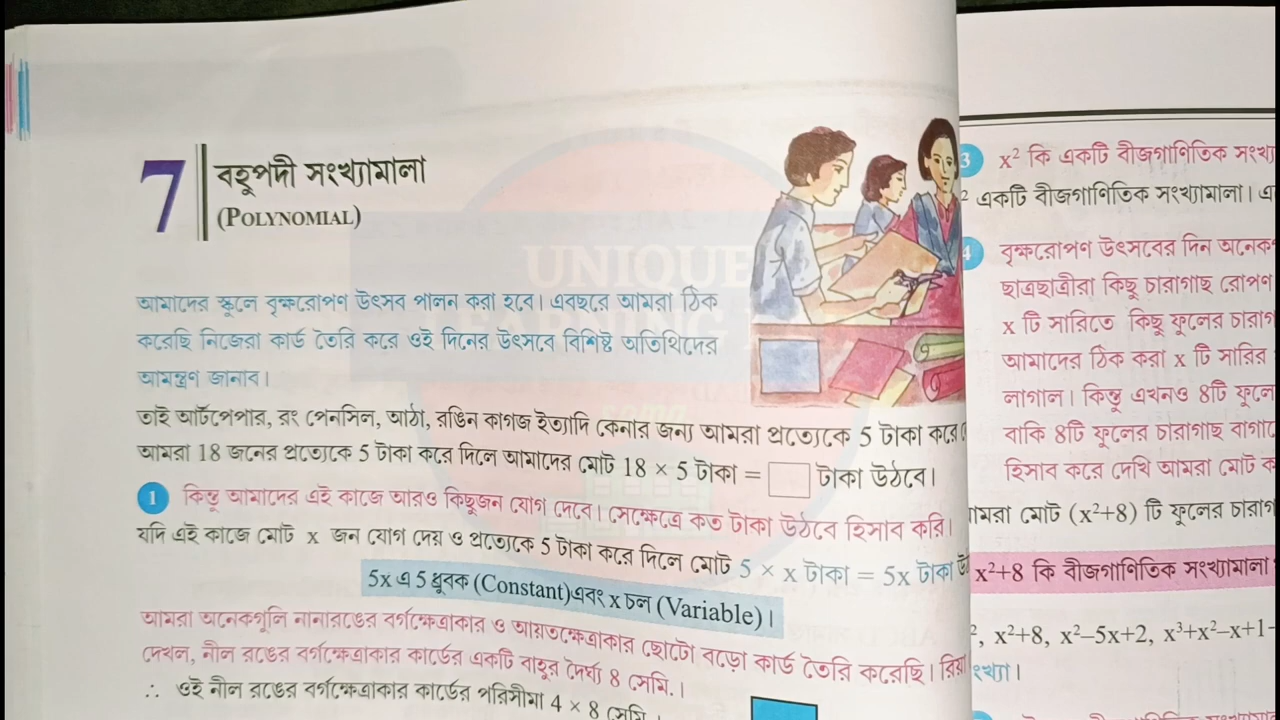 7
বহুপদী সংখ্যামালা
(POLYNOMIAL)
UNIQUE
LEARNING
আমাদের স্কুলে বৃক্ষরোপণ উৎসব পালন করা হবে। এবছরে আমরা ঠিক
করেছি নিজেরা কার্ড তৈরি করে ওই দিনের উৎসবে বিশিষ্ট অতিথিদের
আমন্ত্রণ জানাব।
তাই আর্টপেপার, রং পেনসিল, আঠা, রঙিন কাগজ ইত্যাদি কেনার জন্য আমরা প্রত্যেকে 5 টাকা করে
আমরা 18 জনের প্রত্যেকে 5 টাকা করে দিলে আমাদের মোট 18 × 5 টাকা = টাকা উঠবে।
1 কিন্তু আমাদের এই কাজে আরও কিছুজন যোগ দেবে। সেক্ষেত্রে কত টাকা উঠবে হিসাব করি।
যদি এই কাজে মোট x জন যোগ দেয় ও প্রত্যেকে 5 টাকা করে দিলে মোট 5 × x টাকা = 5x টাকা
5x এ 5 ধ্রুবক (Constant)এবং x চল (Variable)।
আমরা অনেকগুলি নানারঙের বর্গক্ষেত্রাকার ও আয়তক্ষেত্রাকার ছোটো বড়ো কার্ড তৈরি করেছি। রিয়া
দেখল, নীল রঙের বর্গক্ষেত্রাকার কার্ডের একটি বাহুর দৈর্ঘ্য 8 সেমি.।
∴ ওই নীল রঙের বর্গক্ষেত্রাকার কার্ডের পরিসীমা 4 × 8 সেমি.
3 x² কি একটি বীজগাণিতিক
² একটি বীজগাণিতিক সংখ্যামালা।
4 বৃক্ষরোপণ উৎসবের দিন
ছাত্রছাত্রীরা কিছু চারাগাছ রোপণ
x টি সারিতে কিছু ফুলের
আমাদের ঠিক করা x টি সারির
লাগাল। কিন্তু এখনও 8টি
বাকি 8টি ফুলের চারাগাছ
হিসাব করে দেখি আমরা মোট
মোট (x²+8) টি ফুলের
x²+8 কি বীজগাণিতিক সংখ্যামালা
x²+8, x²−5x+2, x³+x²−x+1